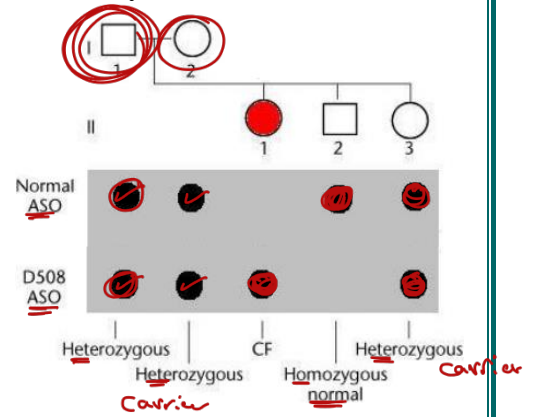 I
1
2
II
1
2
3
Normal
ASO
D508
ASO
Heterozygous
CF
Heterozygous
Heterozygous
Homozygous
normal
carrier
Carrier